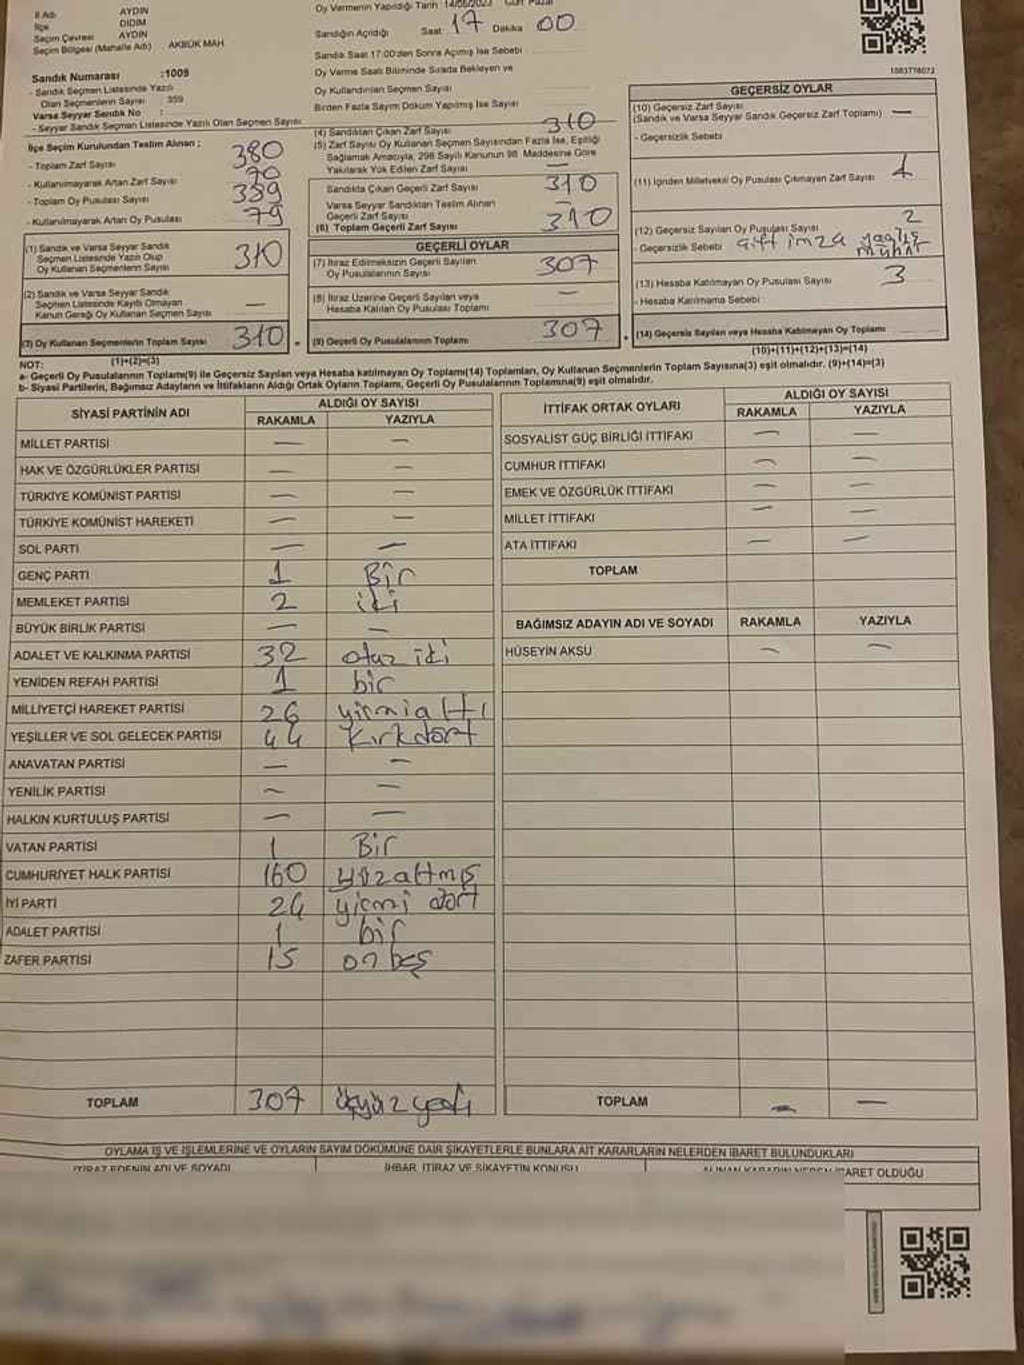 İl Adı AYDIN
İlçe DİDİM
Seçim Çevresi AYDIN
Seçim Bölgesi (Mahalle Adı) AKBÜK MAH
Sandık Numarası :1009
- Sandık Seçmen Listesinde Yazılı
Olan Seçmenlerin Sayısı : 359
Varsa Seyyar Sandık No :
- Seyyar Sandık Seçmen Listesinde Yazılı Olan Seçmen Sayısı
Oy Vermenin Yapıldığı Tarih 14/05/2023 Gün Pazar
Sandığın Açıldığı Saat 17 Dakika 00
Sandık Saat 17:00'den Sonra Açımış İse Sebebi
Oy Verme Saati Bitiminde Sırada Bekleyen ve
Oy Kullandırılan Seçmen Sayısı
Birden Fazla Sayım Döküm Yapılmış İse Sayısı
1083778072
İlçe Seçim Kurulundan Teslim Alınan ;
- Toplam Zarf Sayısı 380
- Kullanılmayarak Artan Zarf Sayısı 70
- Toplam Oy Pusulası Sayısı 389
- Kullanılmayarak Artan Oy Pusulası 79
(1) Sandık ve Varsa Seyyar Sandık
Seçmen Listesinde Yazılı Olup
Oy Kullanan Seçmenlerin Sayısı 310
(2) Sandık ve Varsa Seyyar Sandık
Seçmen Listesinde Kaydı Olmayan
Kanun Gereği Oy Kullanan Seçmen Sayısı —
(3) Oy Kullanan Seçmenlerin Toplam Sayısı 310
(1)+(2)=(3)
(4) Sandıktan Çıkan Zarf Sayısı 310
(5) Zarf Sayısı Oy Kullanan Seçmen Sayısından Fazla İse, Eşitliği
Sağlamak Amacıyla, 298 Sayılı Kanunun 98. Maddesine Göre
Yakılarak Yok Edilen Zarf Sayısı —
Sandıkta Çıkan Geçerli Zarf Sayısı 310
Varsa Seyyar Sandıktan Teslim Alınan
Geçerli Zarf Sayısı —
(6) Toplam Geçerli Zarf Sayısı 310
GEÇERLİ OYLAR
(7) İtiraz Edilmeksizin Geçerli Sayılan
Oy Pusulalarının Sayısı 307
(8) İtiraz Üzerine Geçerli Sayılan veya
Hesaba Katılan Oy Pusulası Toplamı —
(9) Geçerli Oy Pusulalarının Toplamı 307
GEÇERSİZ OYLAR
(10) Geçersiz Zarf Sayısı
(Sandık ve Varsa Seyyar Sandık Geçersiz Zarf Toplamı) —
- Geçersizlik Sebebi
(11) İçinden Milletvekili Oy Pusulası Çıkmayan Zarf Sayısı 1
(12) Geçersiz Sayılan Oy Pusulası Sayısı 2
- Geçersizlik Sebebi çift imza yanlış mühür
(13) Hesaba Katılmayan Oy Pusulası Sayısı 3
- Hesaba Katılmama Sebebi
(14) Geçersiz Sayılan veya Hesaba Katılmayan Oy Toplamı
(10)+(11)+(12)+(13)=(14)
NOT:
a- Geçerli Oy Pusulalarının Toplamı(9) ile Geçersiz Sayılan veya Hesaba katılmayan Oy Toplamı(14) Toplamları, Oy Kullanan Seçmenlerin Toplam Sayısına(3) eşit olmalıdır. (9)+(14)=(3)
b- Siyasi Partilerin, Bağımsız Adayların ve İttifakların Aldığı Ortak Oyların Toplamı, Geçerli Oy Pusulalarının Toplamına(9) eşit olmalıdır.
SİYASİ PARTİNİN ADI ALDIĞI OY SAYISI
RAKAMLA YAZIYLA
MİLLET PARTİSİ — —
HAK VE ÖZGÜRLÜKLER PARTİSİ — —
TÜRKİYE KOMÜNİST PARTİSİ — —
TÜRKİYE KOMÜNİST HAREKETİ — —
SOL PARTİ — —
GENÇ PARTİ 1 Bir
MEMLEKET PARTİSİ 2 iki
BÜYÜK BİRLİK PARTİSİ — —
ADALET VE KALKINMA PARTİSİ 32 otuz iki
YENİDEN REFAH PARTİSİ 1 bir
MİLLİYETÇİ HAREKET PARTİSİ 26 yirmialtı
YEŞİLLER VE SOL GELECEK PARTİSİ 44 kırkdört
ANAVATAN PARTİSİ — —
YENİLİK PARTİSİ — —
HALKIN KURTULUŞ PARTİSİ — —
VATAN PARTİSİ 1 Bir
CUMHURİYET HALK PARTİSİ 160 yüzaltmış
İYİ PARTİ 24 yirmi dört
ADALET PARTİSİ 1 bir
ZAFER PARTİSİ 15 on beş
TOPLAM 307 üçyüz yedi
İTTİFAK ORTAK OYLARI ALDIĞI OY SAYISI
RAKAMLA YAZIYLA
SOSYALİST GÜÇ BİRLİĞİ İTTİFAKI — —
CUMHUR İTTİFAKI — —
EMEK VE ÖZGÜRLÜK İTTİFAKI — —
MİLLET İTTİFAKI — —
ATA İTTİFAKI — —
TOPLAM
BAĞIMSIZ ADAYIN ADI VE SOYADI RAKAMLA YAZIYLA
HÜSEYİN AKSU — —
TOPLAM — —
OYLAMA İŞ VE İŞLEMLERİNE VE OYLARIN SAYIM DÖKÜMÜNE DAİR ŞİKAYETLERLE BUNLARA AİT KARARLARIN NELERDEN İBARET BULUNDUKLARI
İTİRAZ EDENİN ADI VE SOYADI İHBAR, İTİRAZ VE ŞİKAYETİN KONUSU ALINAN KARARIN NEDEN İBARET OLDUĞU